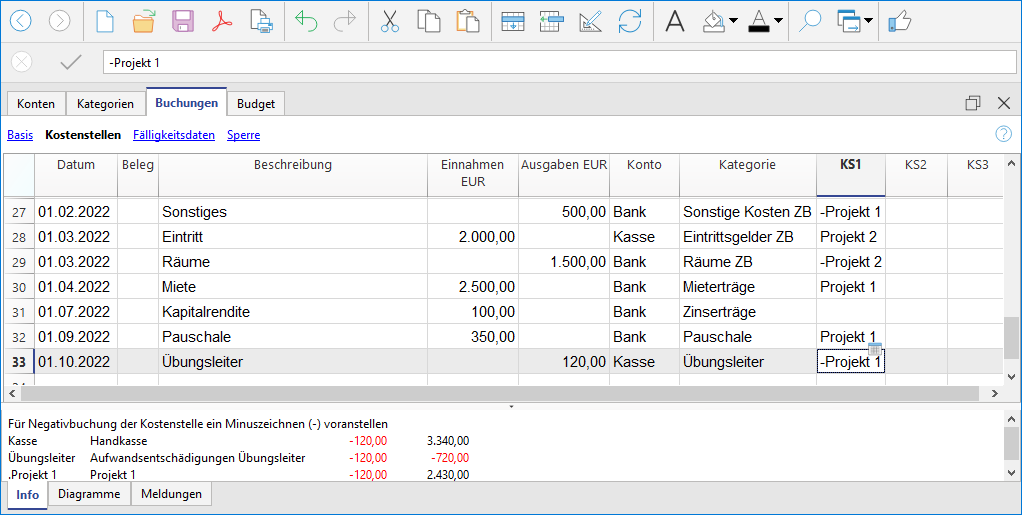 -Projekt 1
Konten Kategorien Buchungen Budget
Basis Kostenstellen Fälligkeitsdaten Sperre
Datum Beleg Beschreibung Einnahmen EUR Ausgaben EUR Konto Kategorie KS1 KS2 KS3
27 01.02.2022 Sonstiges 500,00 Bank Sonstige Kosten ZB -Projekt 1
28 01.03.2022 Eintritt 2.000,00 Kasse Eintrittsgelder ZB Projekt 2
29 01.03.2022 Räume 1.500,00 Bank Räume ZB -Projekt 2
30 01.04.2022 Miete 2.500,00 Bank Mieterträge Projekt 1
31 01.07.2022 Kapitalrendite 100,00 Bank Zinserträge
32 01.09.2022 Pauschale 350,00 Bank Pauschale Projekt 1
33 01.10.2022 Übungsleiter 120,00 Kasse Übungsleiter -Projekt 1
Für Negativbuchung der Kostenstelle ein Minuszeichen (-) voranstellen
Kasse Handkasse -120,00 3.340,00
Übungsleiter Aufwandsentschädigungen Übungsleiter -120,00 -720,00
.Projekt 1 Projekt 1 -120,00 2.430,00
Info Diagramme Meldungen